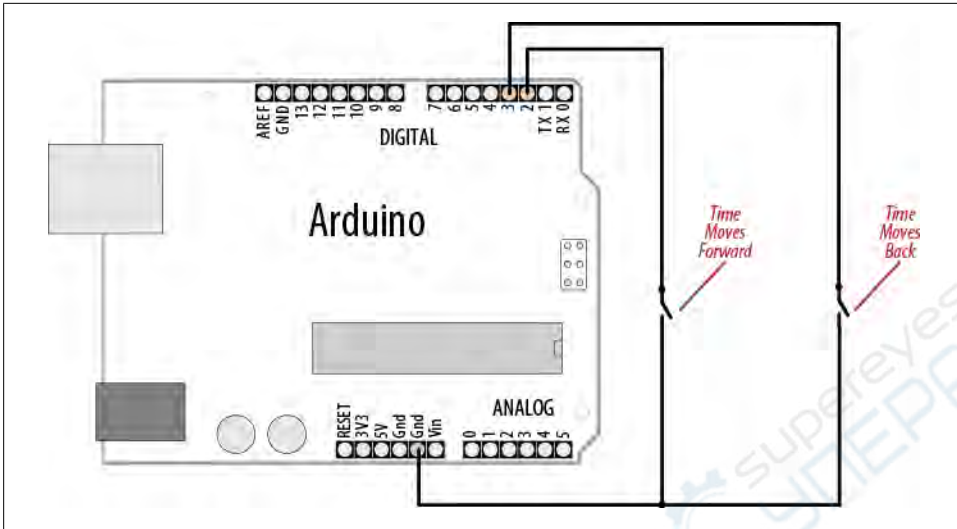 AREF
GND
13
12
11
10
9
8
7
6
5
4
3
2
TX 1
RX 0
DIGITAL
Arduino
Time
Moves
Forward
Time
Moves
Back
RESET
3V3
5V
Gnd
Gnd
Vin
ANALOG
0
1
2
3
4
5
supereyes